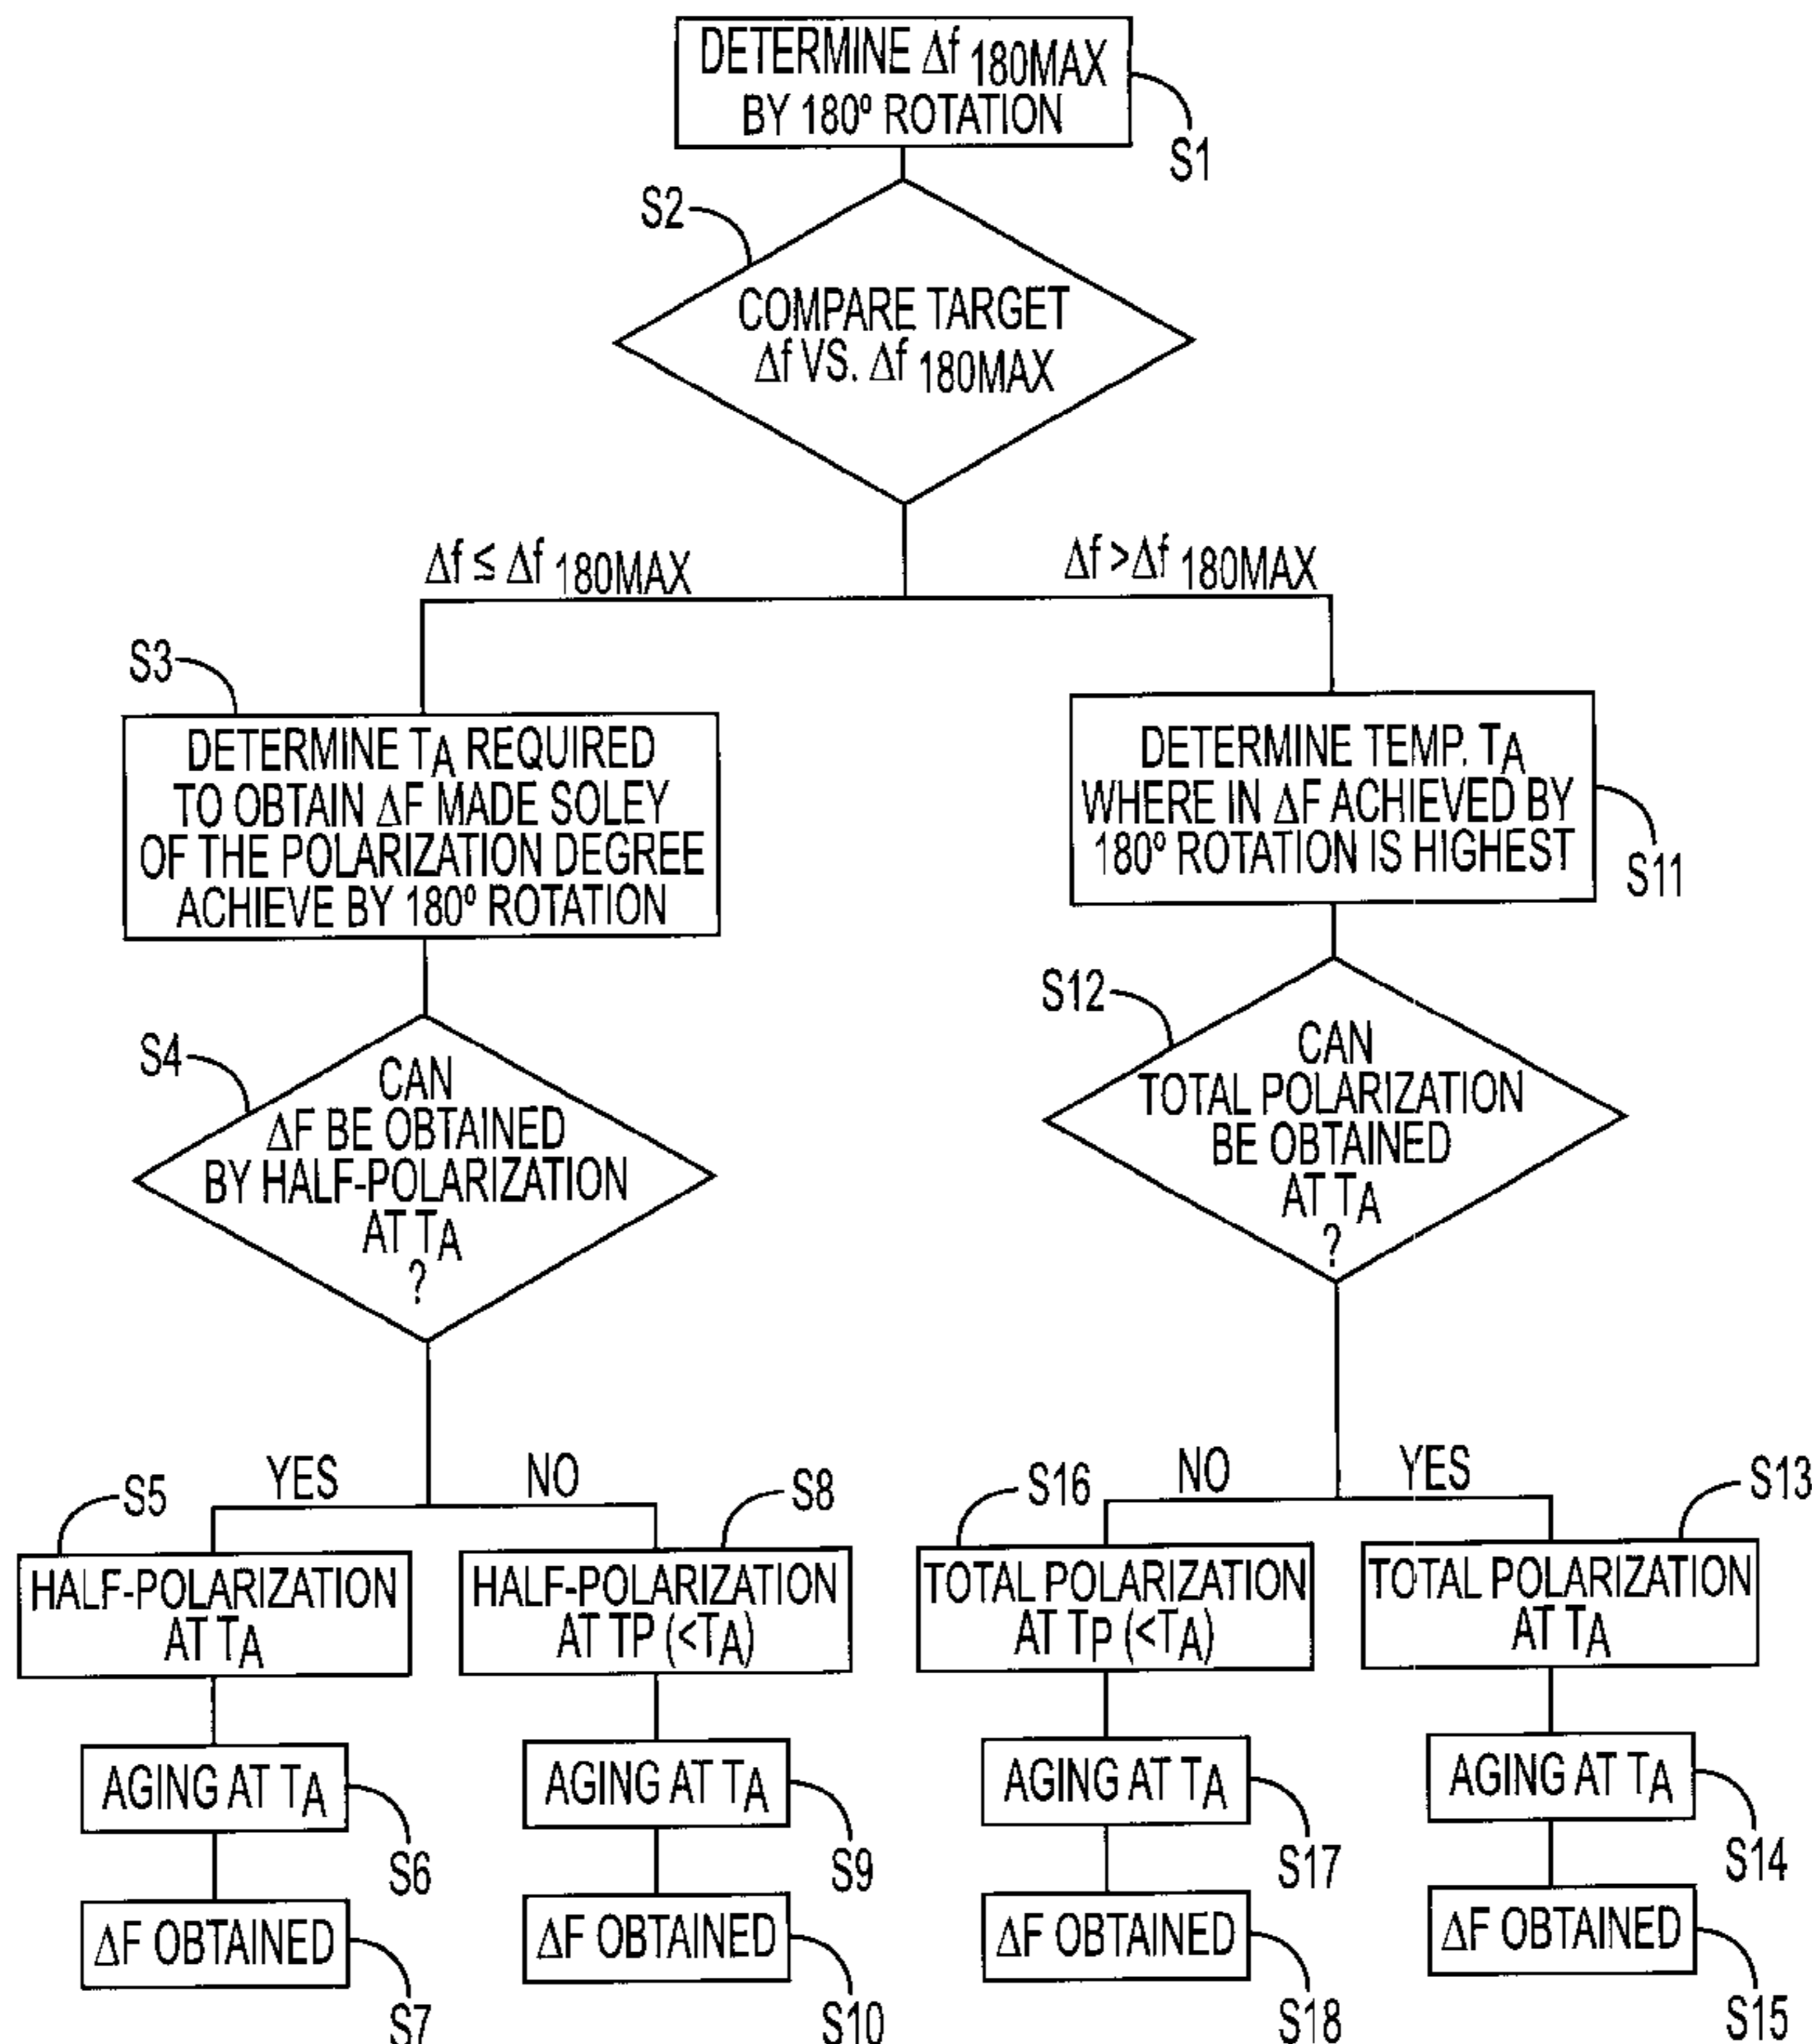 DETERMINE Δf 180MAX
BY 180º ROTATION
S1
S2
COMPARE TARGET
Δf VS. Δf 180MAX
Δf ≤ Δf 180MAX
Δf >Δf 180MAX
S3
DETERMINE TA REQUIRED
TO OBTAIN ΔF MADE SOLEY
OF THE POLARIZATION DEGREE
ACHIEVE BY 180º ROTATION
DETERMINE TEMP. TA
WHERE IN ΔF ACHIEVED BY
180º ROTATION IS HIGHEST
S11
S4
CAN
ΔF BE OBTAINED
BY HALF-POLARIZATION
AT TA
?
S12
CAN
TOTAL POLARIZATION
BE OBTAINED
AT TA
?
YES
NO
NO
YES
S5
HALF-POLARIZATION
AT TA
S8
HALF-POLARIZATION
AT TP (<TA)
S16
TOTAL POLARIZATION
AT TP (<TA)
S13
TOTAL POLARIZATION
AT TA
AGING AT TA
S6
AGING AT TA
S9
AGING AT TA
S17
AGING AT TA
S14
ΔF OBTAINED
S7
ΔF OBTAINED
S10
ΔF OBTAINED
S18
ΔF OBTAINED
S15